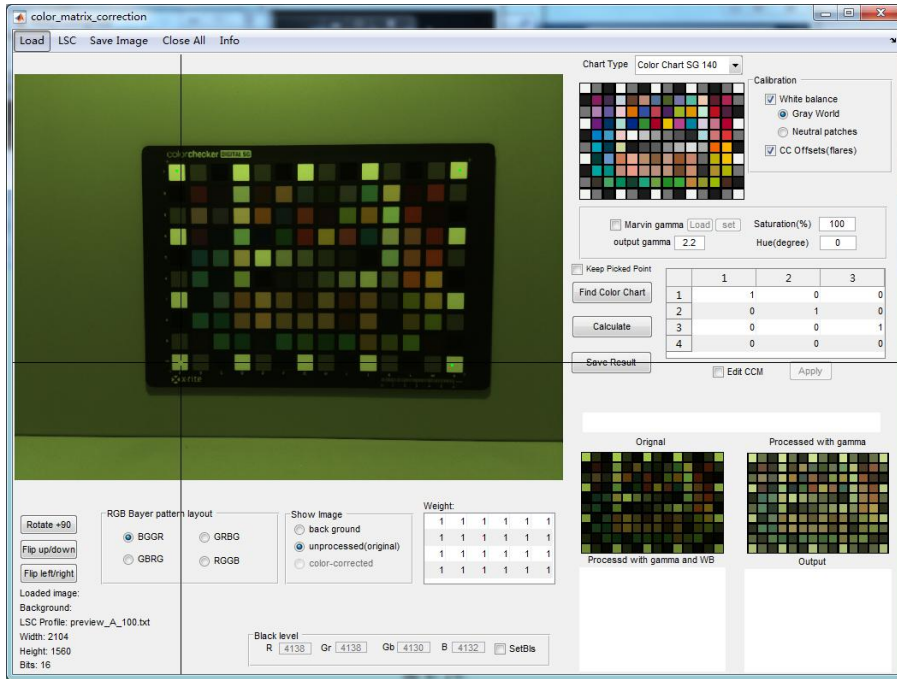 color_matrix_correction
Load LSC Save Image Close All Info
Chart Type Color Chart SG 140
Calibration
White balance
Gray World
Neutral patches
CC Offsets(flares)
colorchecker DIGITAL SG
x-rite
Marvin gamma Load set Saturation(%) 100
output gamma 2.2 Hue(degree) 0
Keep Picked Point
Find Color Chart
Calculate
Save Result
1 2 3
1 1 0 0
2 0 1 0
3 0 0 1
4 0 0 0
Edit CCM Apply
Orignal Processed with gamma
Processd with gamma and WB Output
Rotate +90
Flip up/down
Flip left/right
RGB Bayer pattern layout
BGGR GRBG
GBRG RGGB
Show Image
back ground
unprocessed(original)
color-corrected
Weight:
1 1 1 1 1 1
1 1 1 1 1 1
1 1 1 1 1 1
1 1 1 1 1 1
Loaded image:
Background:
LSC Profile: preview_A_100.txt
Width: 2104
Height: 1560
Bits: 16
Black level
R 4138 Gr 4138 Gb 4130 B 4132 SetBls